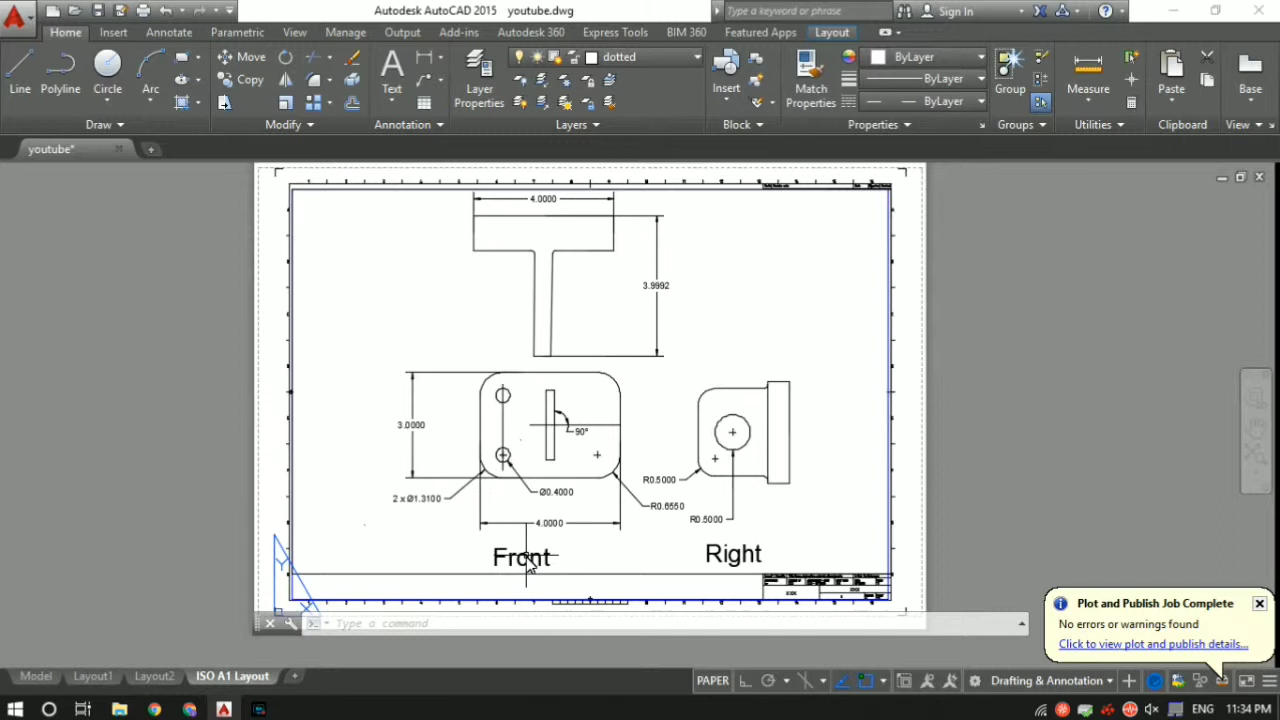 Autodesk AutoCAD 2015 youtube.dwg
Type a keyword or phrase
Sign In
Home Insert Annotate Parametric View Manage Output Add-ins Autodesk 360 Express Tools BIM 360 Featured Apps Layout
Line Polyline Circle Arc
Move
Copy
Text
Layer Properties
dotted
Insert
Match Properties
ByLayer
ByLayer
ByLayer
Group
Measure
Paste
Base
Draw Modify Annotation Layers Block Properties Groups Utilities Clipboard View
youtube*
4.0000
3.9992
3.0000
90°
2 x Ø1.3100
Ø0.4000
R0.6550
4.0000
R0.5000
R0.5000
Front
Right
XXX
XXX
Y
X
Type a command
Plot and Publish Job Complete
No errors or warnings found
Click to view plot and publish details...
Model Layout1 Layout2 ISO A1 Layout
PAPER
Drafting & Annotation
ENG 11:34 PM